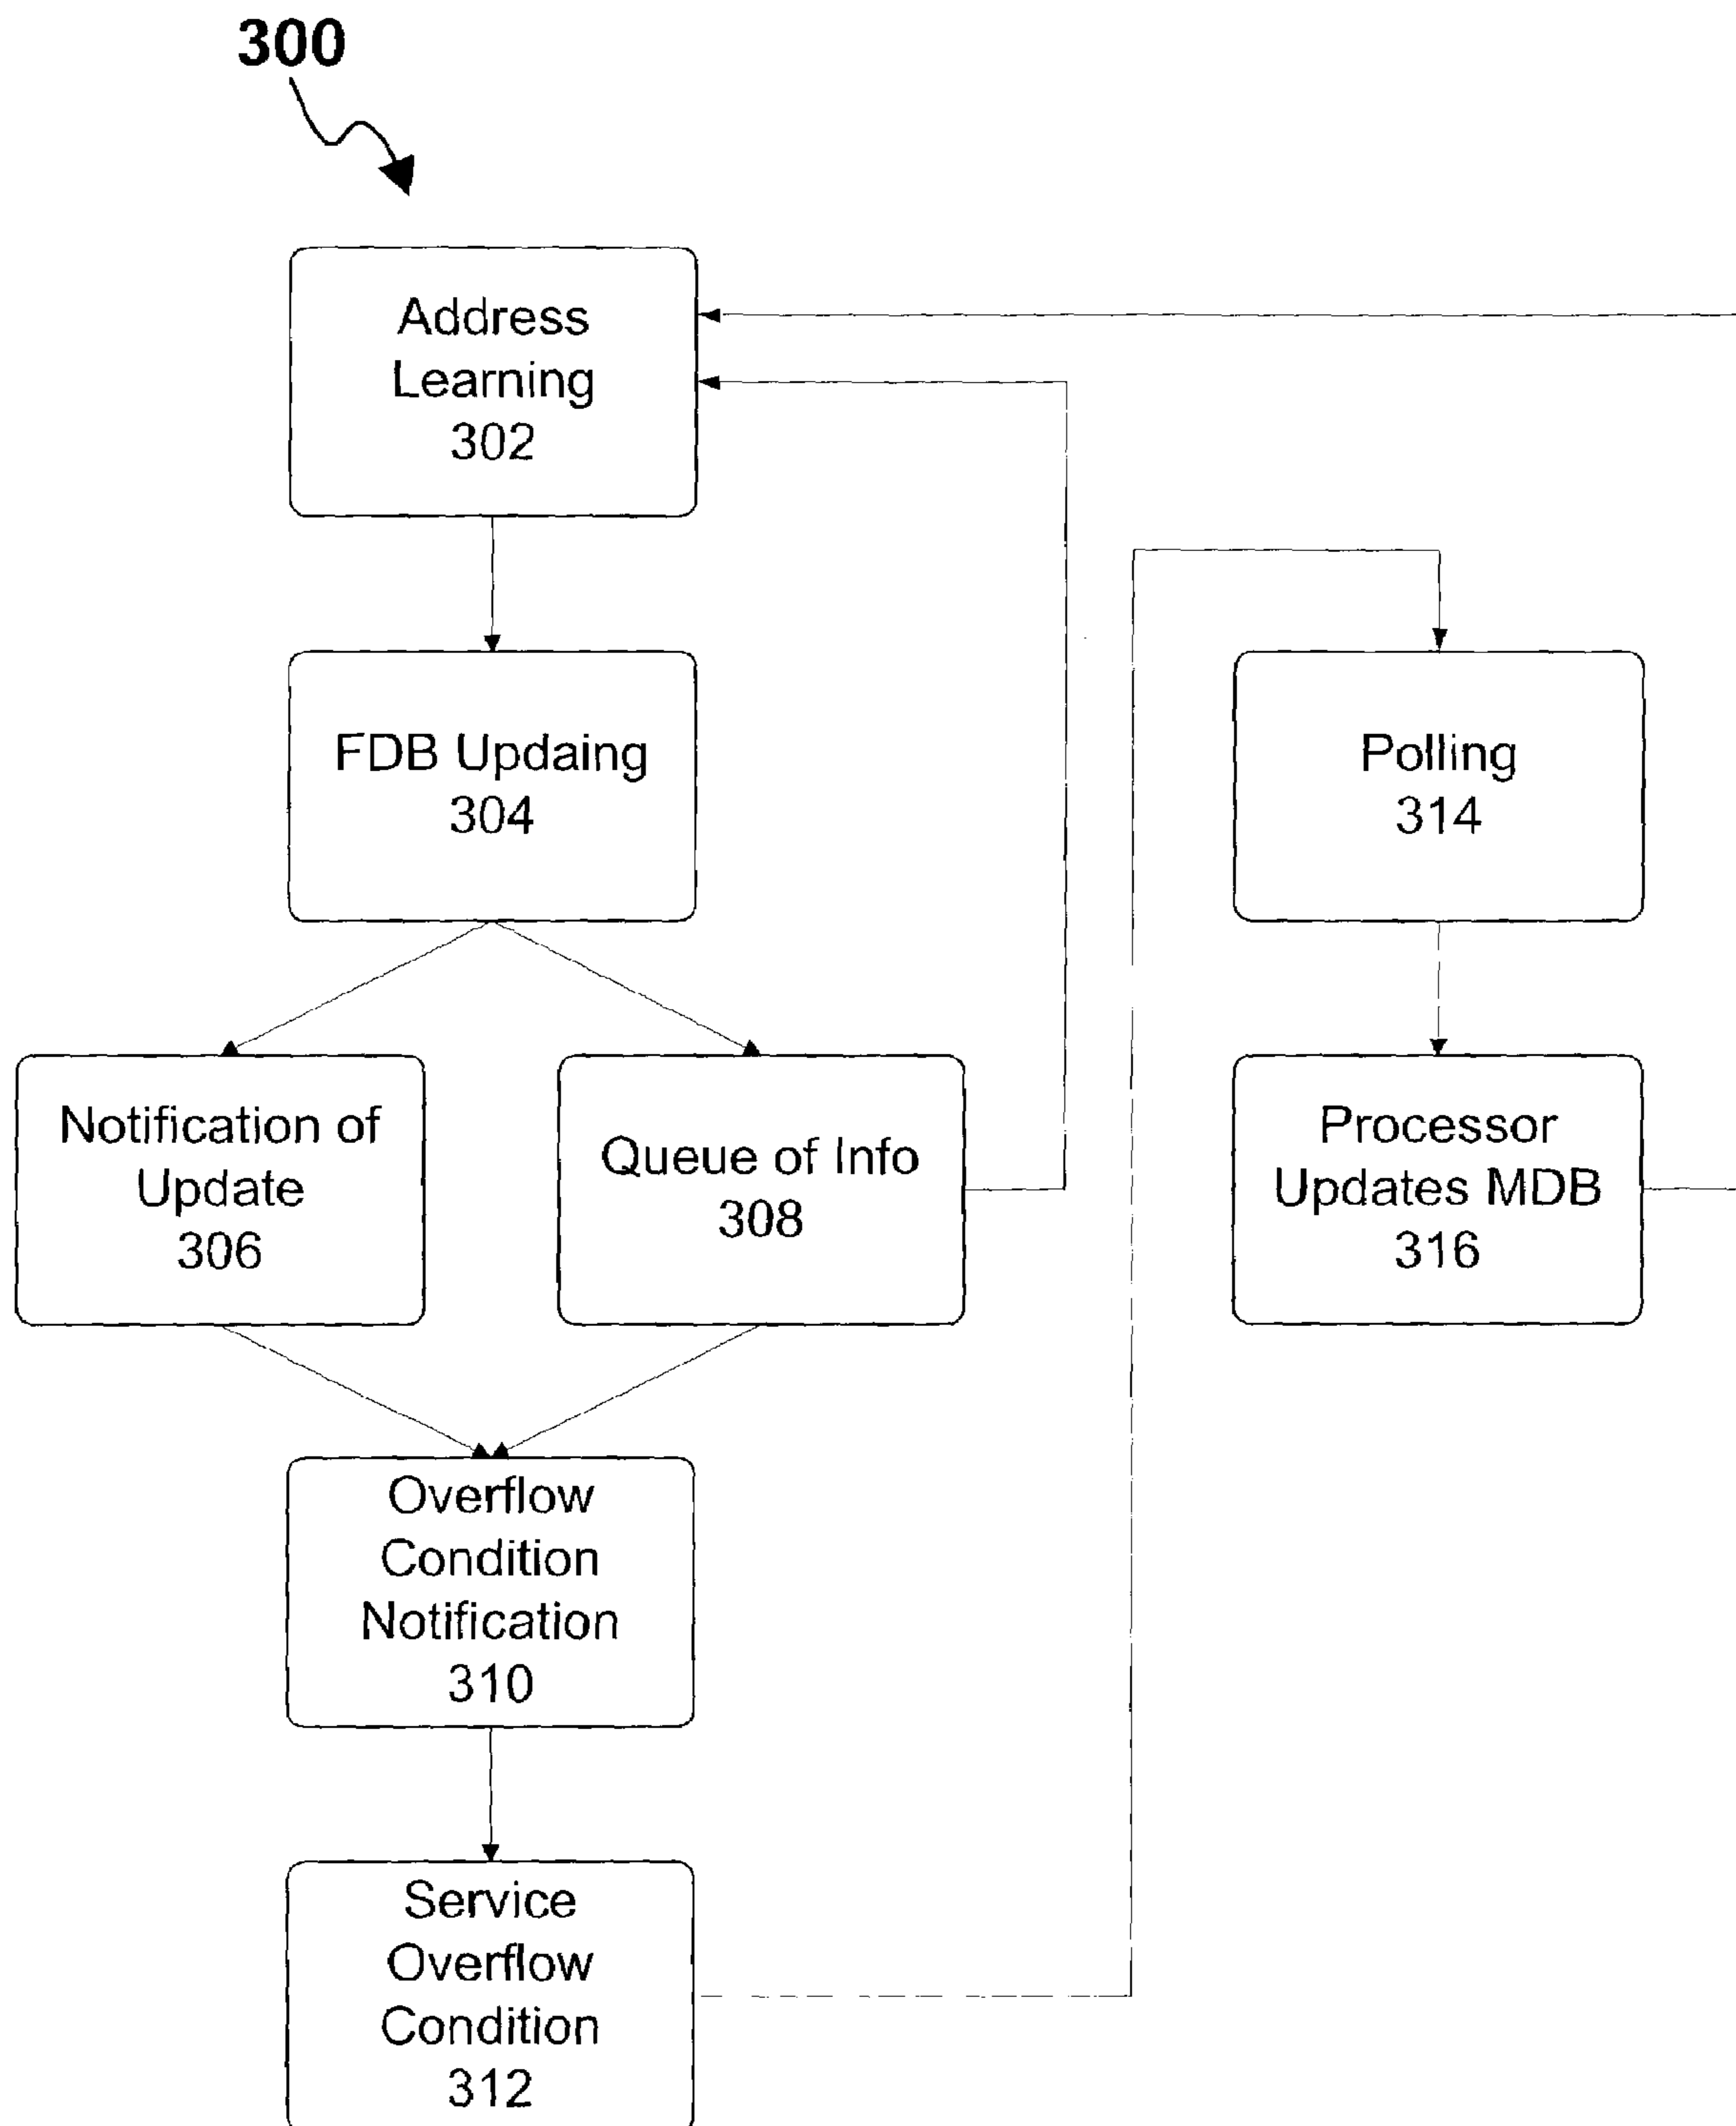 300
Address
Learning
302
FDB Updaing
304
Notification of
Update
306
Queue of Info
308
Overflow
Condition
Notification
310
Service
Overflow
Condition
312
Polling
314
Processor
Updates MDB
316